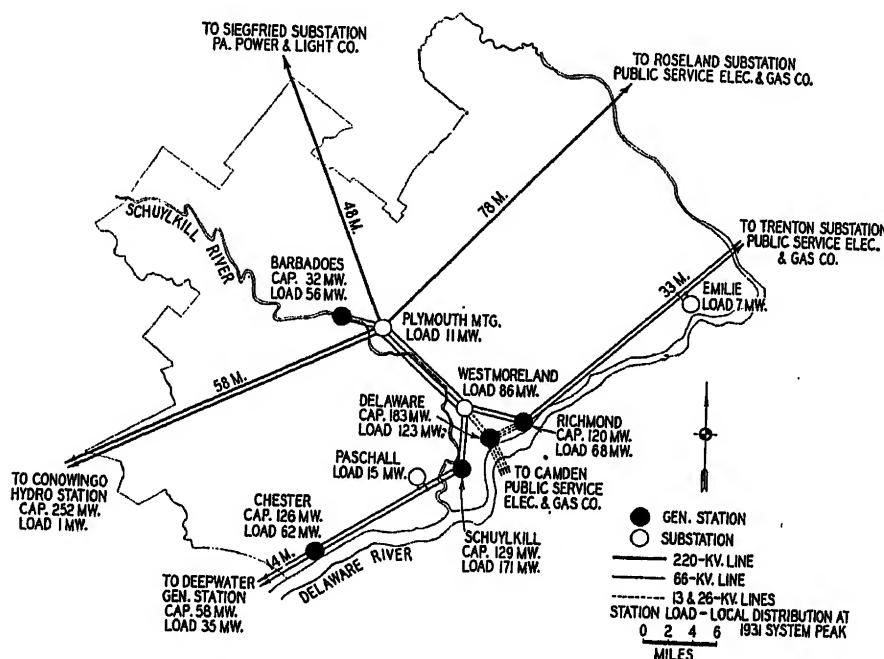 TO SIEGFRIED SUBSTATION
PA. POWER & LIGHT CO.
TO ROSELAND SUBSTATION
PUBLIC SERVICE ELEC. & GAS CO.
48 M.
78 M.
SCHUYLKILL
RIVER
TO TRENTON SUBSTATION
PUBLIC SERVICE ELEC.
& GAS CO.
BARBADOES
CAP. 32 MW.
LOAD 56 MW.
33 M.
EMILIE
LOAD 7 MW.
PLYMOUTH MTG.
LOAD 11 MW.
58 M.
WESTMORELAND
LOAD 86 MW.
DELAWARE
CAP. 183 MW.
LOAD 123 MW.
RICHMOND
CAP. 120 MW.
LOAD 68 MW.
PASCHALL
LOAD 15 MW.
TO CONOWINGO
HYDRO STATION
CAP. 252 MW.
LOAD 1 MW.
TO CAMDEN
PUBLIC SERVICE
ELEC. & GAS CO.
CHESTER
CAP. 126 MW.
LOAD 62 MW.
SCHUYLKILL
CAP. 129 MW.
LOAD 171 MW.
14 M.
DELAWARE RIVER
TO DEEPWATER
GEN. STATION
CAP. 58 MW.
LOAD 35 MW.
GEN. STATION
SUBSTATION
220-KV. LINE
66-KV. LINE
13 & 26-KV. LINES
STATION LOAD - LOCAL DISTRIBUTION AT
1931 SYSTEM PEAK
0 2 4 6
MILES